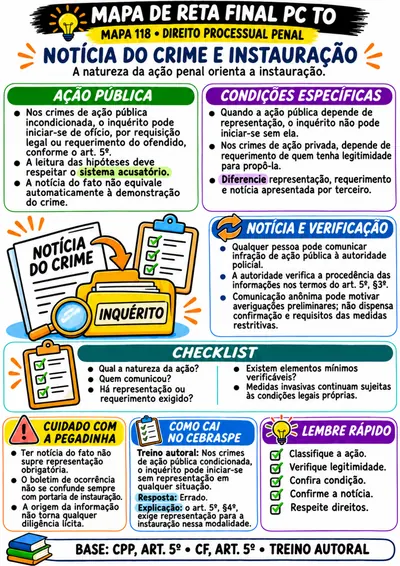 MAPA DE RETA FINAL PC TO
MAPA 118 • DIREITO PROCESSUAL PENAL
NOTÍCIA DO CRIME E INSTAURAÇÃO
A natureza da ação penal orienta a instauração.
AÇÃO PÚBLICA
• Nos crimes de ação pública
incondicionada, o inquérito pode
iniciar-se de ofício, por requisição
legal ou requerimento do ofendido,
conforme o art. 5º.
• A leitura das hipóteses deve
respeitar o sistema acusatório.
• A notícia do fato não equivale
automaticamente à demonstração
do crime.
CONDIÇÕES ESPECÍFICAS
• Quando a ação pública depende de
representação, o inquérito não pode
iniciar-se sem ela.
• Nos crimes de ação privada, depende de
requerimento de quem tenha legitimidade
para propô-la.
• Diferencie representação, requerimento
e notícia apresentada por terceiro.
NOTÍCIA
DO CRIME
INQUÉRITO
NOTÍCIA E VERIFICAÇÃO
• Qualquer pessoa pode comunicar
infração de ação pública à autoridade
policial.
• A autoridade verifica a procedência das
informações nos termos do art. 5º, §3º.
• Comunicação anônima pode motivar
averiguações preliminares; não dispensa
confirmação e requisitos das medidas
restritivas.
CHECKLIST
• Qual a natureza da ação?
• Quem comunicou?
• Há representação ou
requerimento exigido?
• Existem elementos mínimos
verificáveis?
• Medidas invasivas continuam sujeitas
às condições legais próprias.
CUIDADO COM
A PEGADINHA
• Ter notícia do fato não
supre representação
obrigatória.
• O boletim de ocorrência
não se confunde sempre
com portaria de instauração.
• A origem da informação
não torna qualquer
diligência lícita.
COMO CAI
NO CEBRASPE
Treino autoral: Nos crimes
de ação pública condicionada,
o inquérito pode iniciar-se
sem representação em
qualquer situação.
Resposta: Errado.
Explicação: o art. 5º, §4º,
exige representação para a
instauração nessa modalidade.
LEMBRE RÁPIDO
Classifique a ação.
Verifique legitimidade.
Confira condição.
Confirme a notícia.
Respeite direitos.
BASE: CPP, ART. 5º • CF, ART. 5º • TREINO AUTORAL